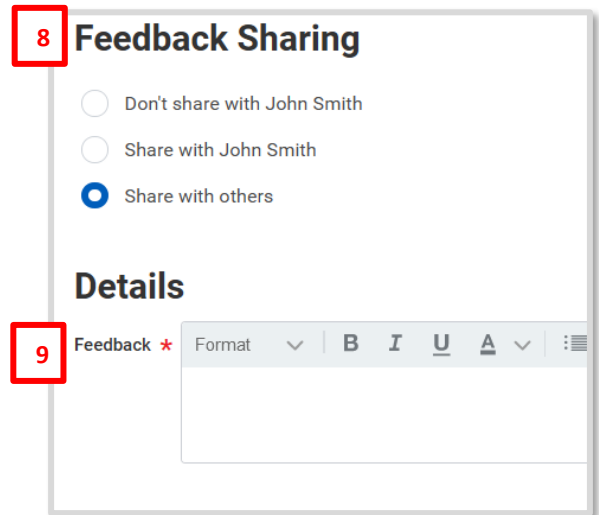 8 Feedback Sharing
Don't share with John Smith
Share with John Smith
Share with others
Details
9 Feedback * Format B I U A